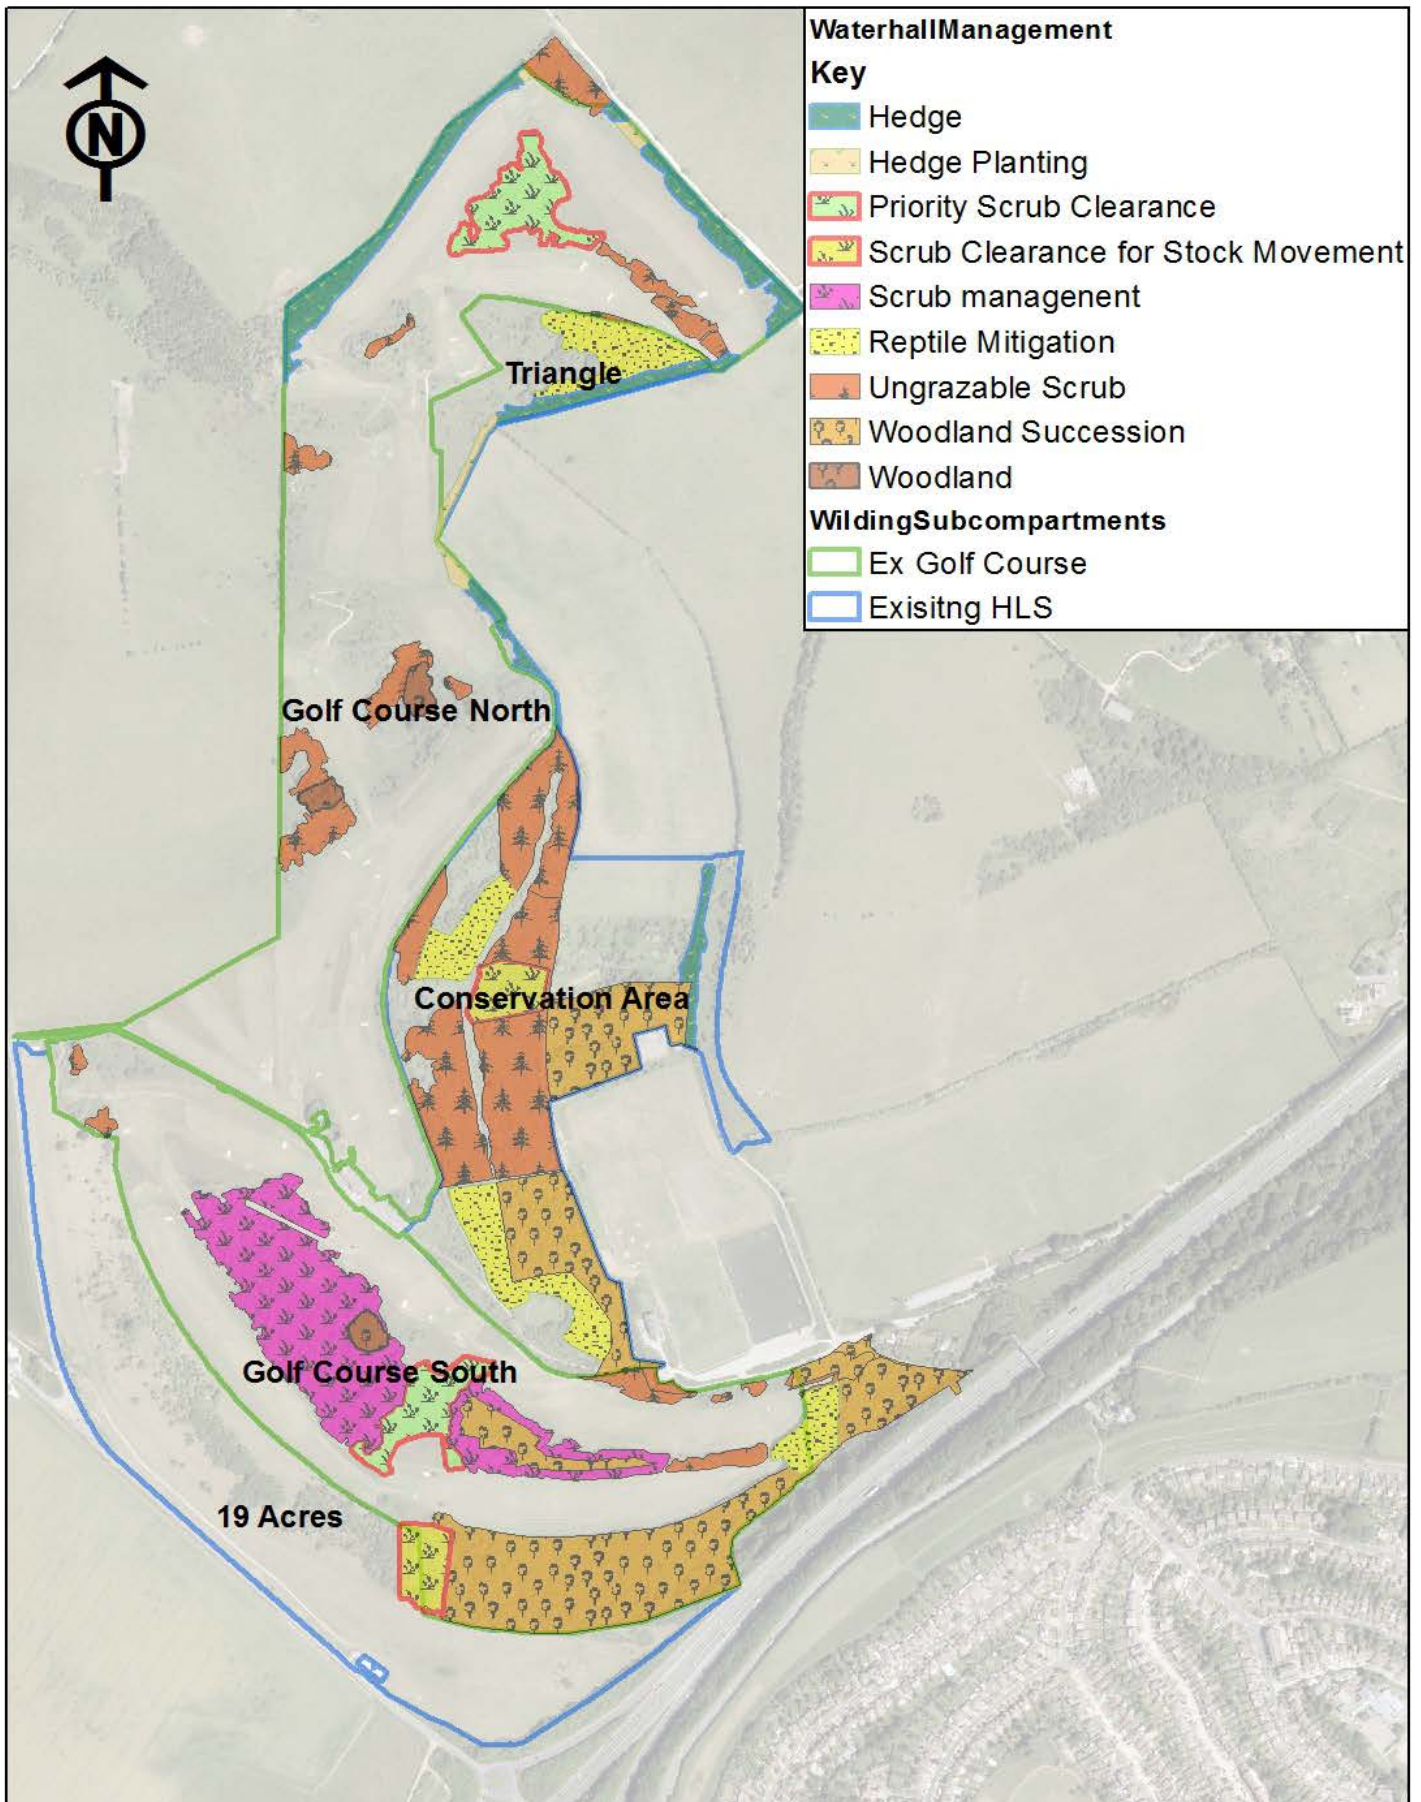 WaterhallManagement
Key
Hedge
Hedge Planting
Priority Scrub Clearance
Scrub Clearance for Stock Movement
Scrub managenent
Reptile Mitigation
Ungrazable Scrub
Woodland Succession
Woodland
WildingSubcompartments
Ex Golf Course
Exisitng HLS
N
Triangle
Golf Course North
Conservation Area
Golf Course South
19 Acres